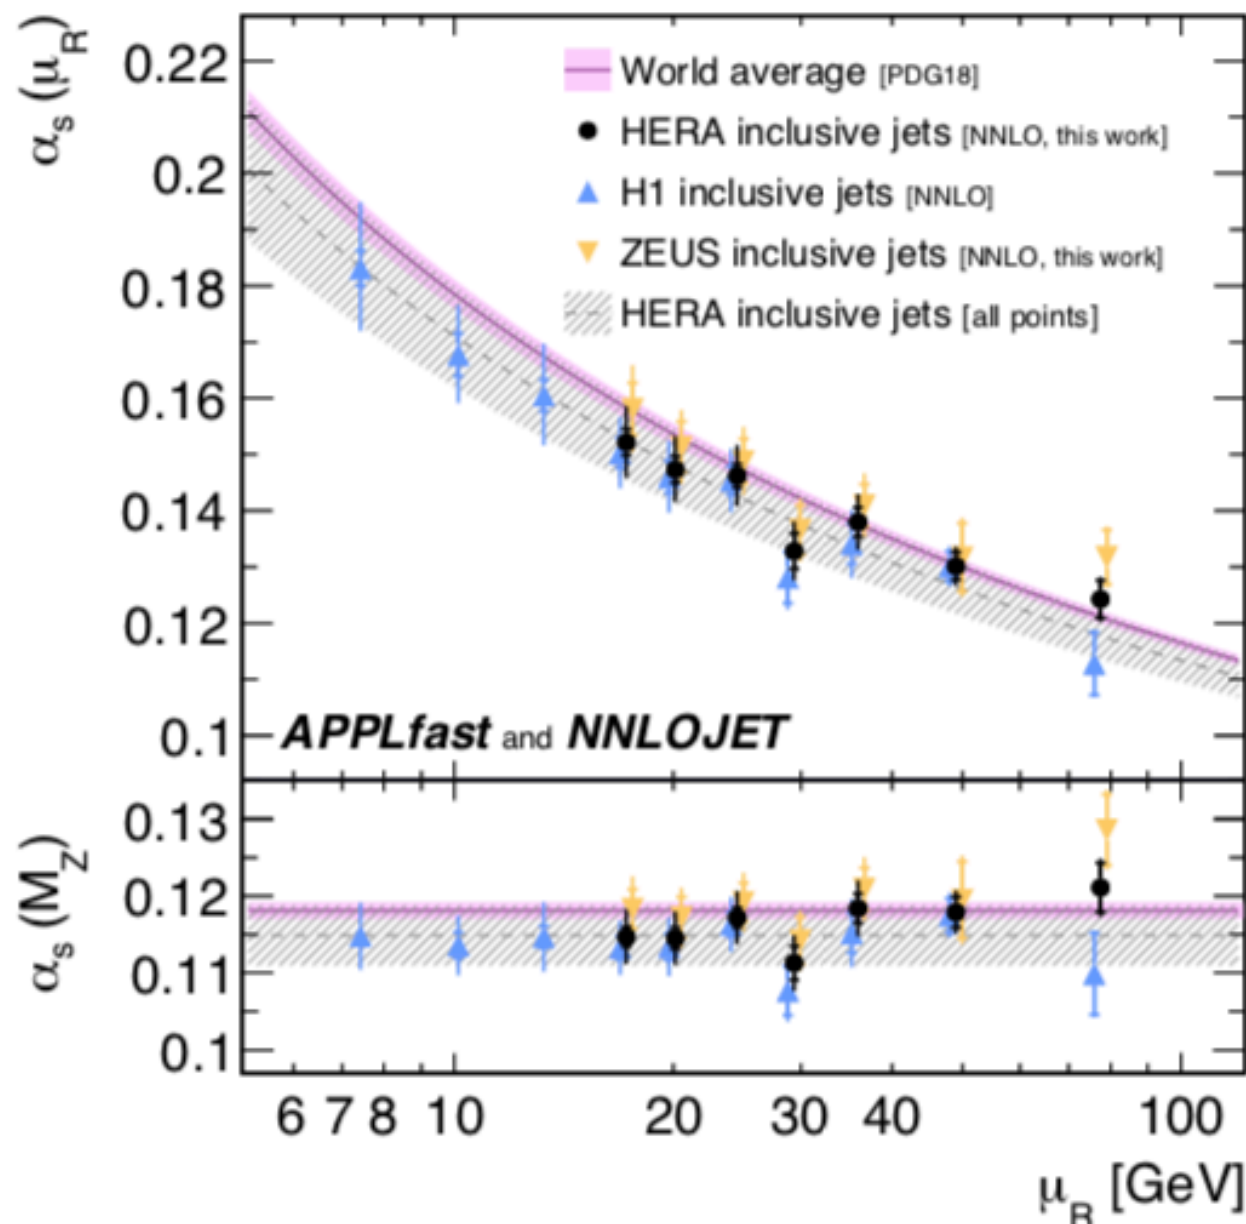 α_s (μ_R)
0.22
0.2
0.18
0.16
0.14
0.12
0.1
World average [PDG18]
HERA inclusive jets [NNLO, this work]
H1 inclusive jets [NNLO]
ZEUS inclusive jets [NNLO, this work]
HERA inclusive jets [all points]
APPLfast and NNLOJET
α_s (M_Z)
0.13
0.12
0.11
0.1
6 7 8 10 20 30 40 100
μ_R [GeV]